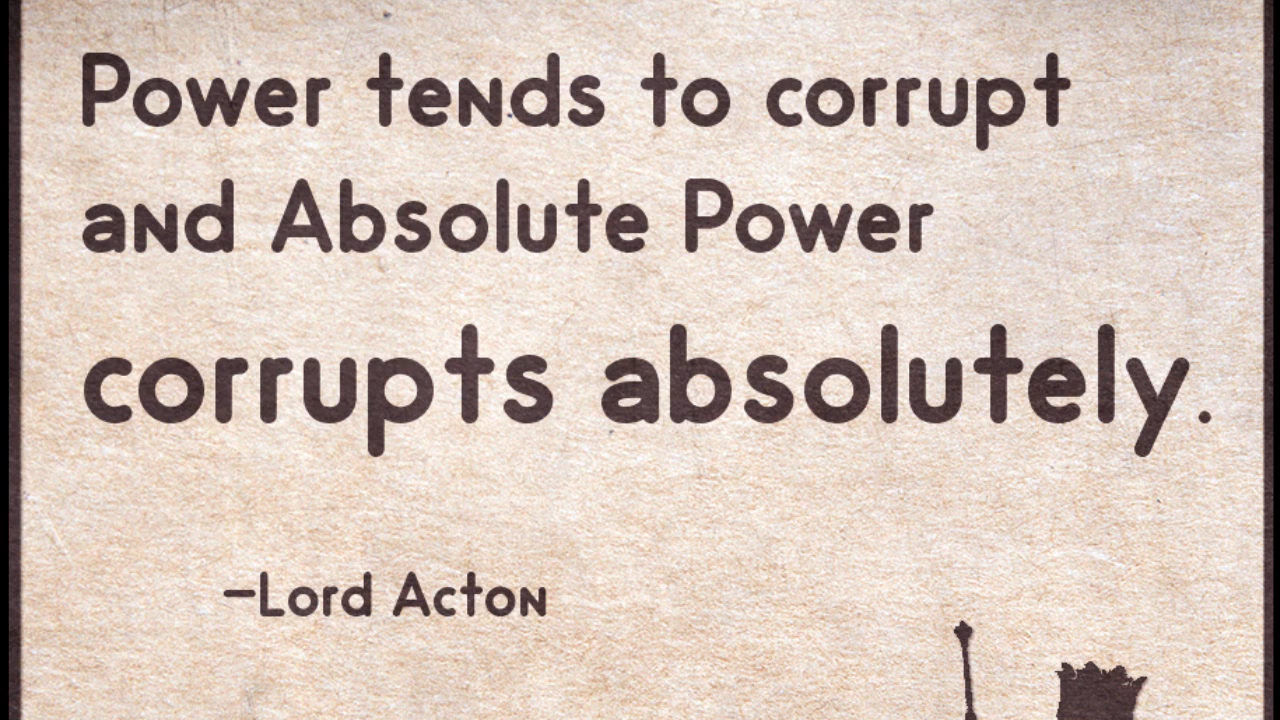 Power tends to corrupt
and Absolute Power
corrupts absolutely.
–Lord Acton